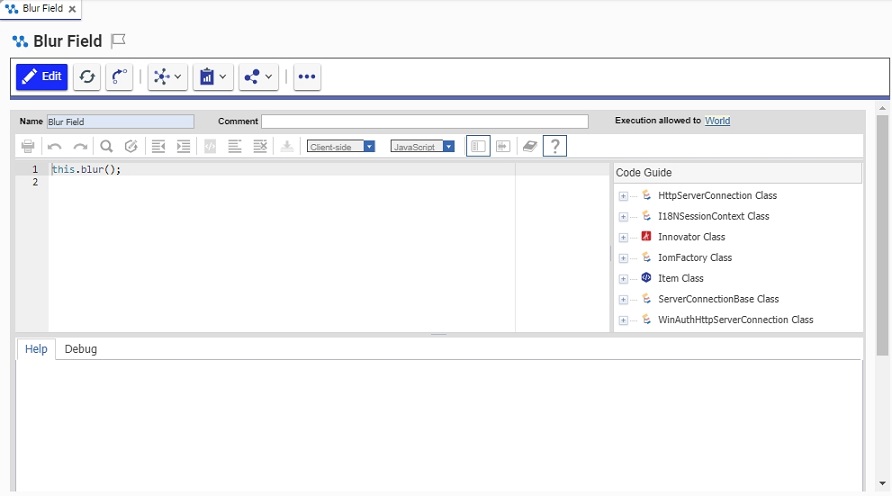 Blur Field
Blur Field
Edit
Name Blur Field Comment Execution allowed to World
Client-side JavaScript
1 this.blur();
2
Code Guide
HttpServerConnection Class
I18NSessionContext Class
Innovator Class
IomFactory Class
Item Class
ServerConnectionBase Class
WinAuthHttpServerConnection Class
Help Debug